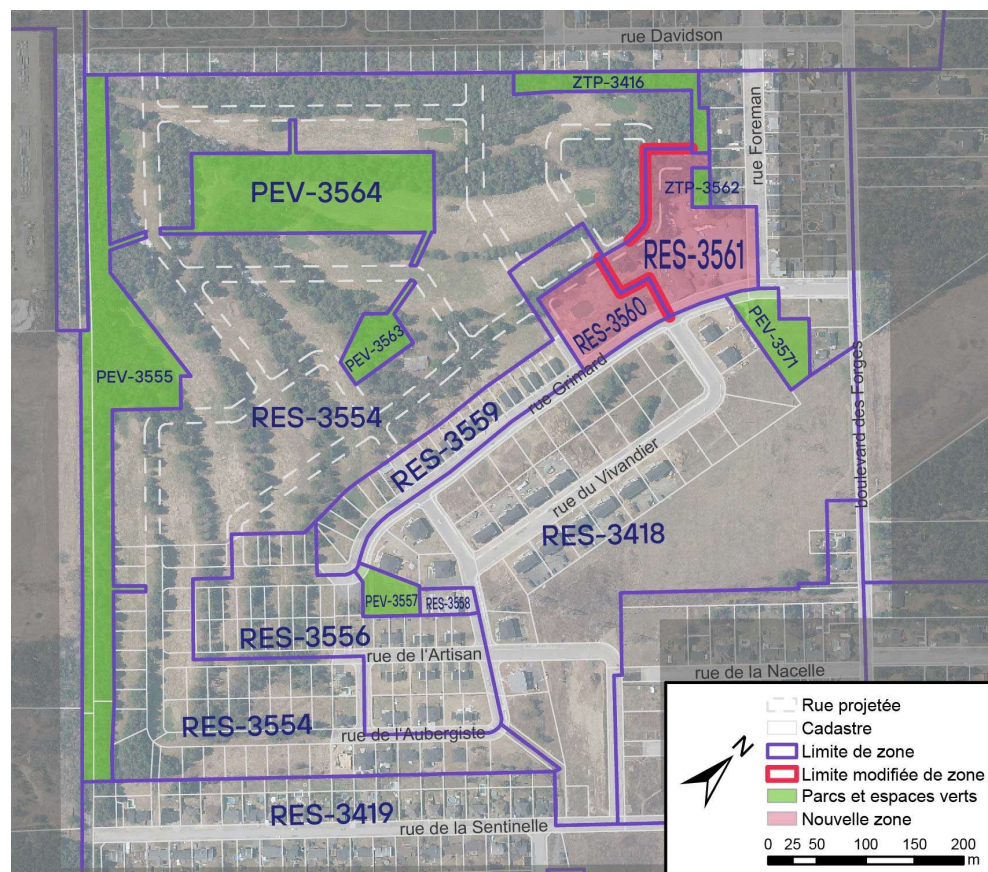 rue Davidson
ZTP-3416
rue Foreman
PEV-3564
ZTP-3562
RES-3561
RES-3560
PEV-3563
PEV-3571
PEV-3555
RES-3554
RES-3559
rue Grimard
boulevard des Forges
rue du Vivandier
RES-3418
PEV-3557
RES-3558
RES-3556
rue de l'Artisan
rue de la Nacelle
RES-3554
rue de l'Aubergiste
RES-3419
rue de la Sentinelle
N
Rue projetée
Cadastre
Limite de zone
Limite modifiée de zone
Parcs et espaces verts
Nouvelle zone
0 25 50 100 150 200
m